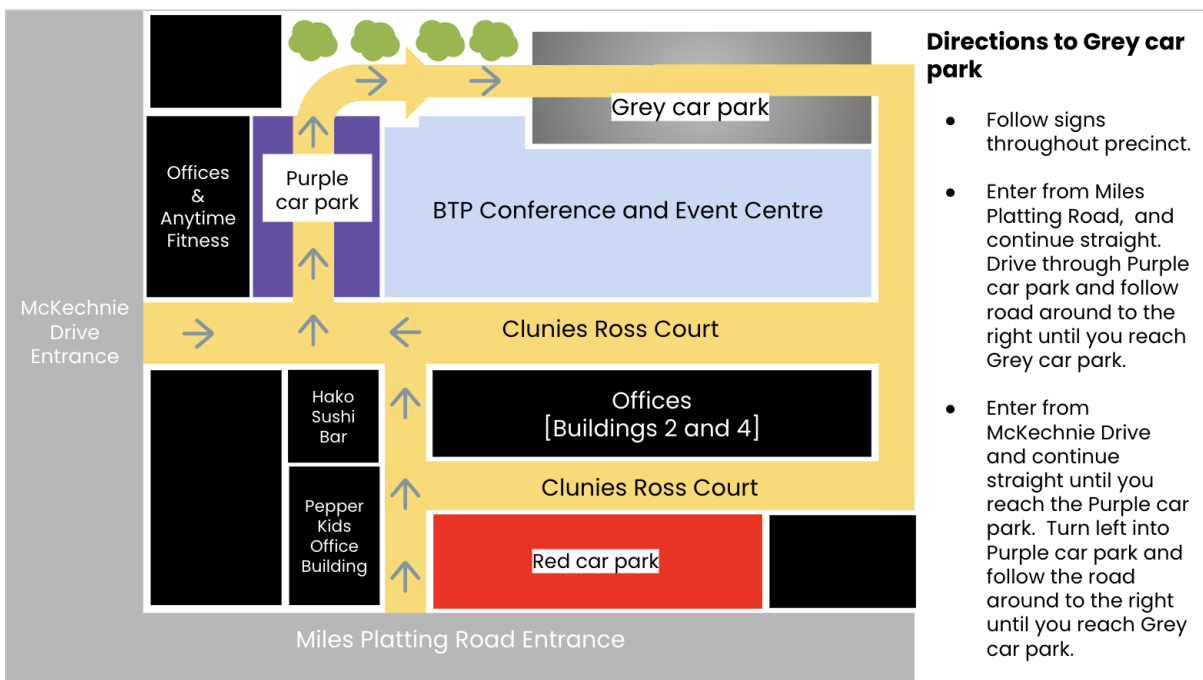 Grey car park
Purple
car park
Offices
&
Anytime
Fitness
BTP Conference and Event Centre
McKechnie
Drive
Entrance
Clunies Ross Court
Hako
Sushi
Bar
Offices
[Buildings 2 and 4]
Clunies Ross Court
Pepper
Kids
Office
Building
Red car park
Miles Platting Road Entrance
Directions to Grey car
park
● Follow signs
throughout precinct.
● Enter from Miles
Platting Road, and
continue straight.
Drive through Purple
car park and follow
road around to the
right until you reach
Grey car park.
● Enter from
McKechnie Drive
and continue
straight until you
reach the Purple car
park. Turn left into
Purple car park and
follow the road
around to the right
until you reach Grey
car park.